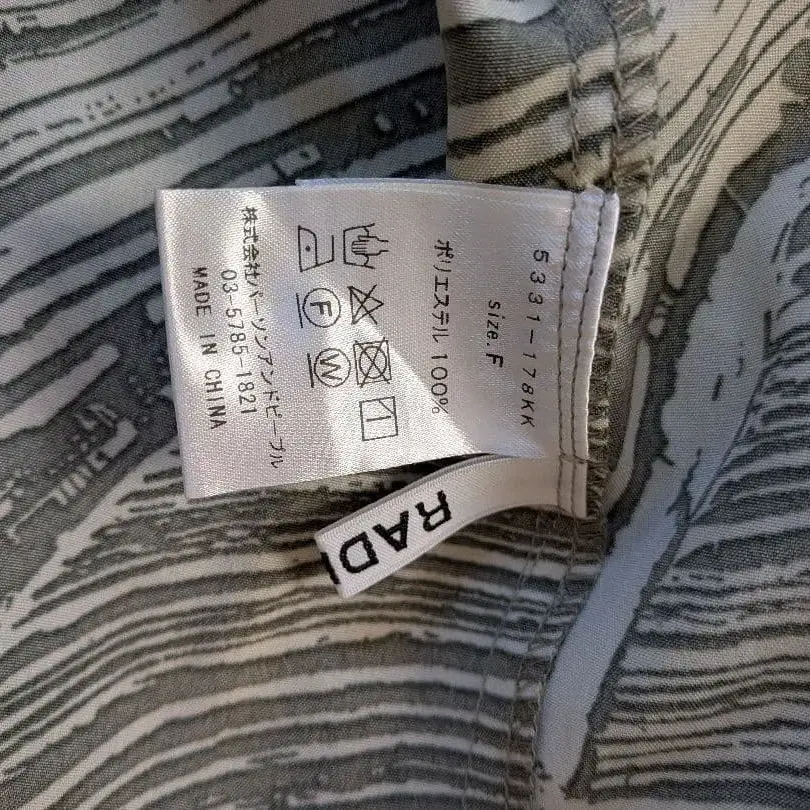 5331-178KK
size.F
ポリエステル 100%
F W
株式会社パーソンアンドピープル
03-5785-1821
MADE IN CHINA
RAD